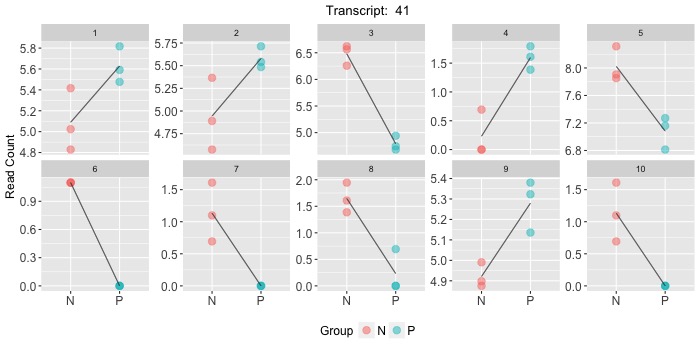 Transcript: 41
1 2 3 4 5
5.8 5.75 6.5 1.5 8.0
5.6 5.50 6.0 1.0 7.6
5.4 5.25 5.5 0.5 7.2
5.2 5.00 5.0 0.0 6.8
5.0 4.75
4.8
Read Count
6 7 8 9 10
0.9 1.5 2.0 5.4 1.5
0.6 1.0 1.5 5.3 1.0
0.3 0.5 1.0 5.2 0.5
0.0 0.0 0.5 5.1 0.0
0.0 5.0
4.9
N P N P N P N P N P
Group N P